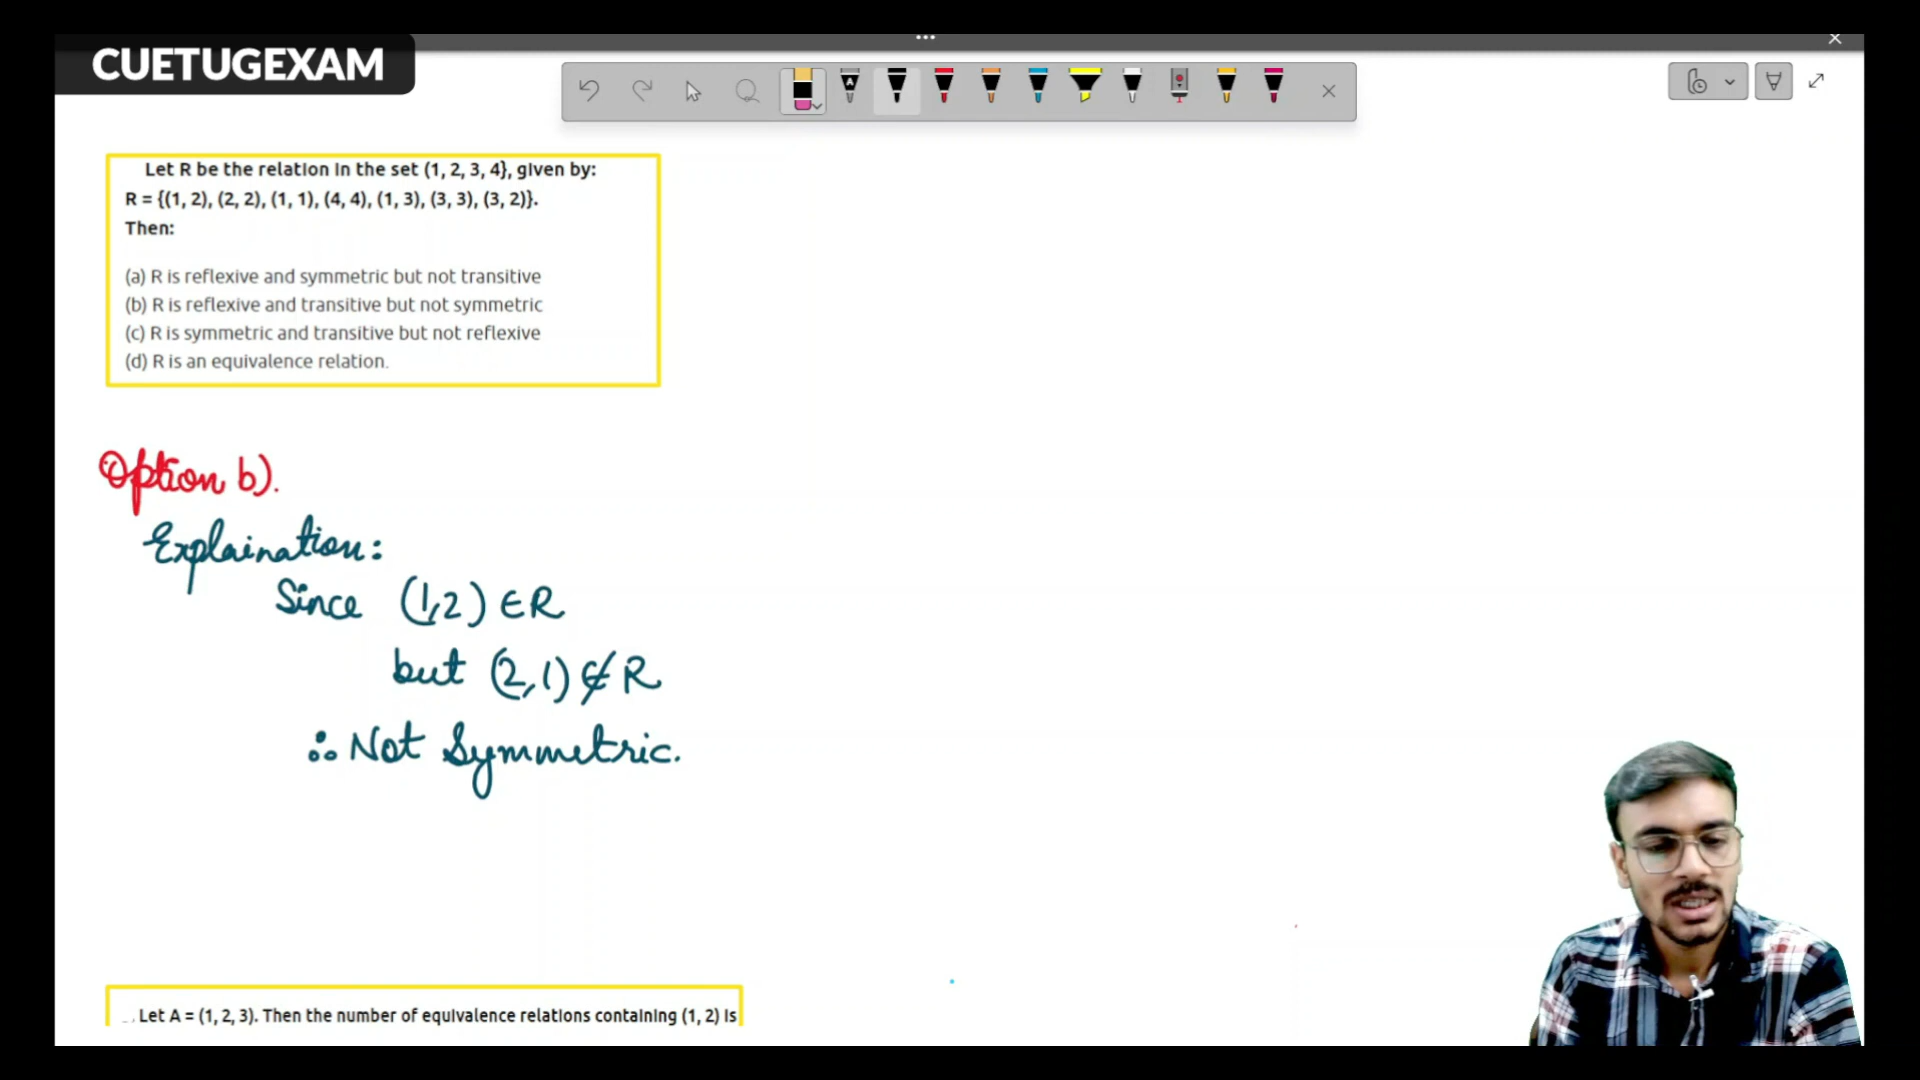 CUETUGEXAM
Let R be the relation in the set (1, 2, 3, 4}, given by:
R = {(1, 2), (2, 2), (1, 1), (4, 4), (1, 3), (3, 3), (3, 2)}.
Then:
(a) R is reflexive and symmetric but not transitive
(b) R is reflexive and transitive but not symmetric
(c) R is symmetric and transitive but not reflexive
(d) R is an equivalence relation.
Option b).
Explaination:
Since (1,2) ∈ R
but (2,1) ∉ R
∴ Not Symmetric.
Let A = (1, 2, 3). Then the number of equivalence relations containing (1, 2) is